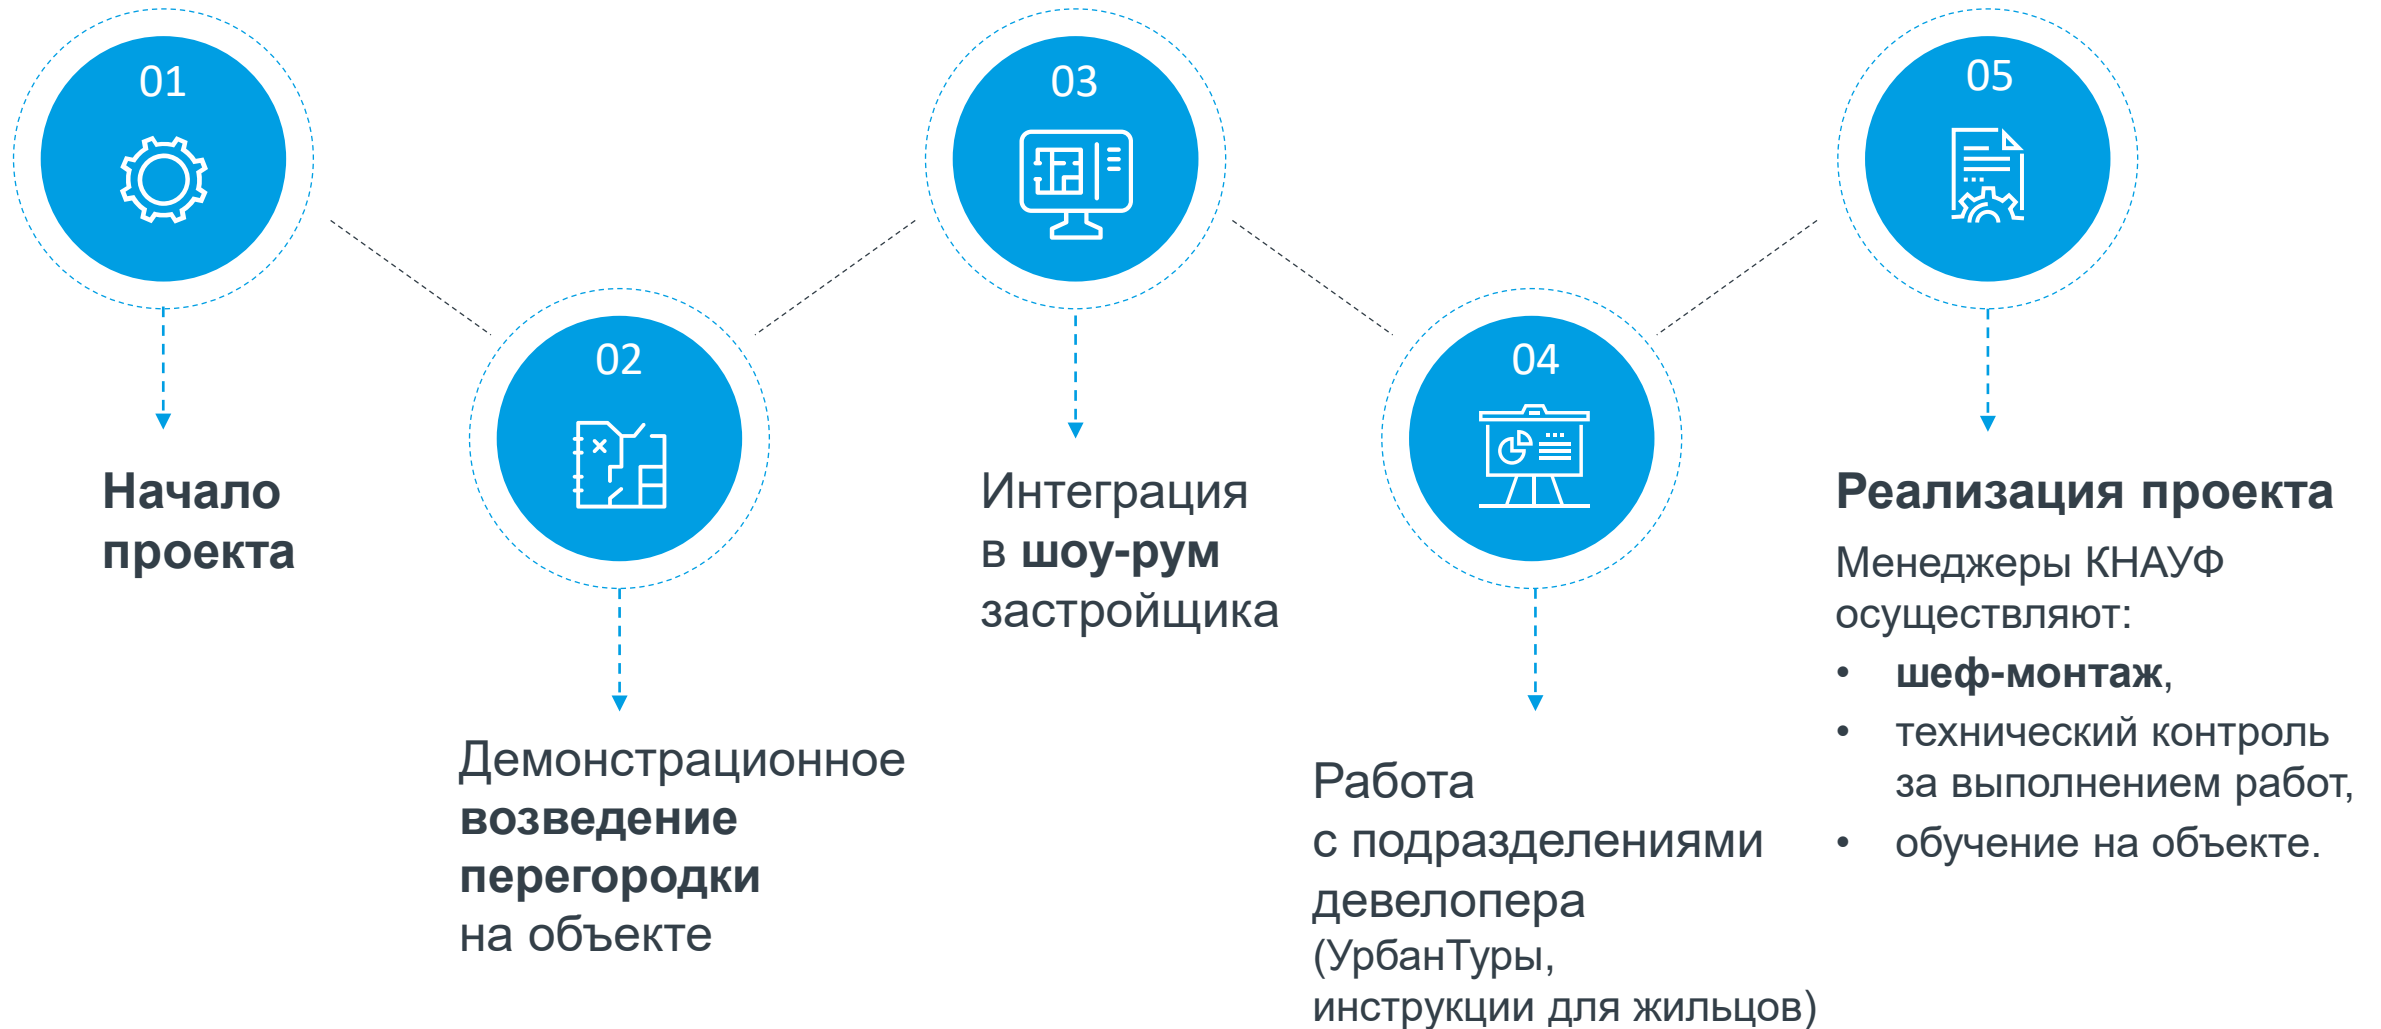 01
Начало
проекта
02
Демонстрационное
возведение
перегородки
на объекте
03
Интеграция
в шоу-рум
застройщика
04
Работа
с подразделениями
девелопера
(УрбанТуры,
инструкции для жильцов)
05
Реализация проекта
Менеджеры КНАУФ
осуществляют:
• шеф-монтаж,
• технический контроль
за выполнением работ,
• обучение на объекте.